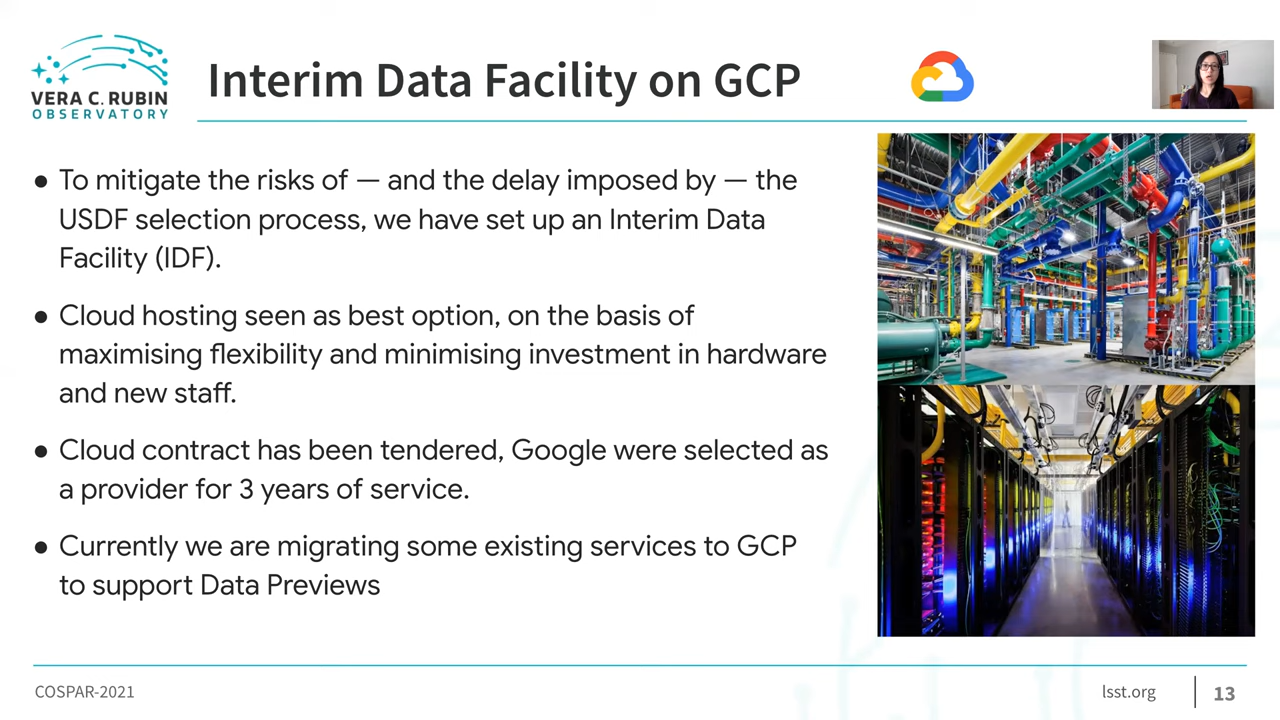 VERA C. RUBIN
OBSERVATORY
Interim Data Facility on GCP
● To mitigate the risks of — and the delay imposed by — the
USDF selection process, we have set up an Interim Data
Facility (IDF).
● Cloud hosting seen as best option, on the basis of
maximising flexibility and minimising investment in hardware
and new staff.
● Cloud contract has been tendered, Google were selected as
a provider for 3 years of service.
● Currently we are migrating some existing services to GCP
to support Data Previews
COSPAR-2021
lsst.org
13